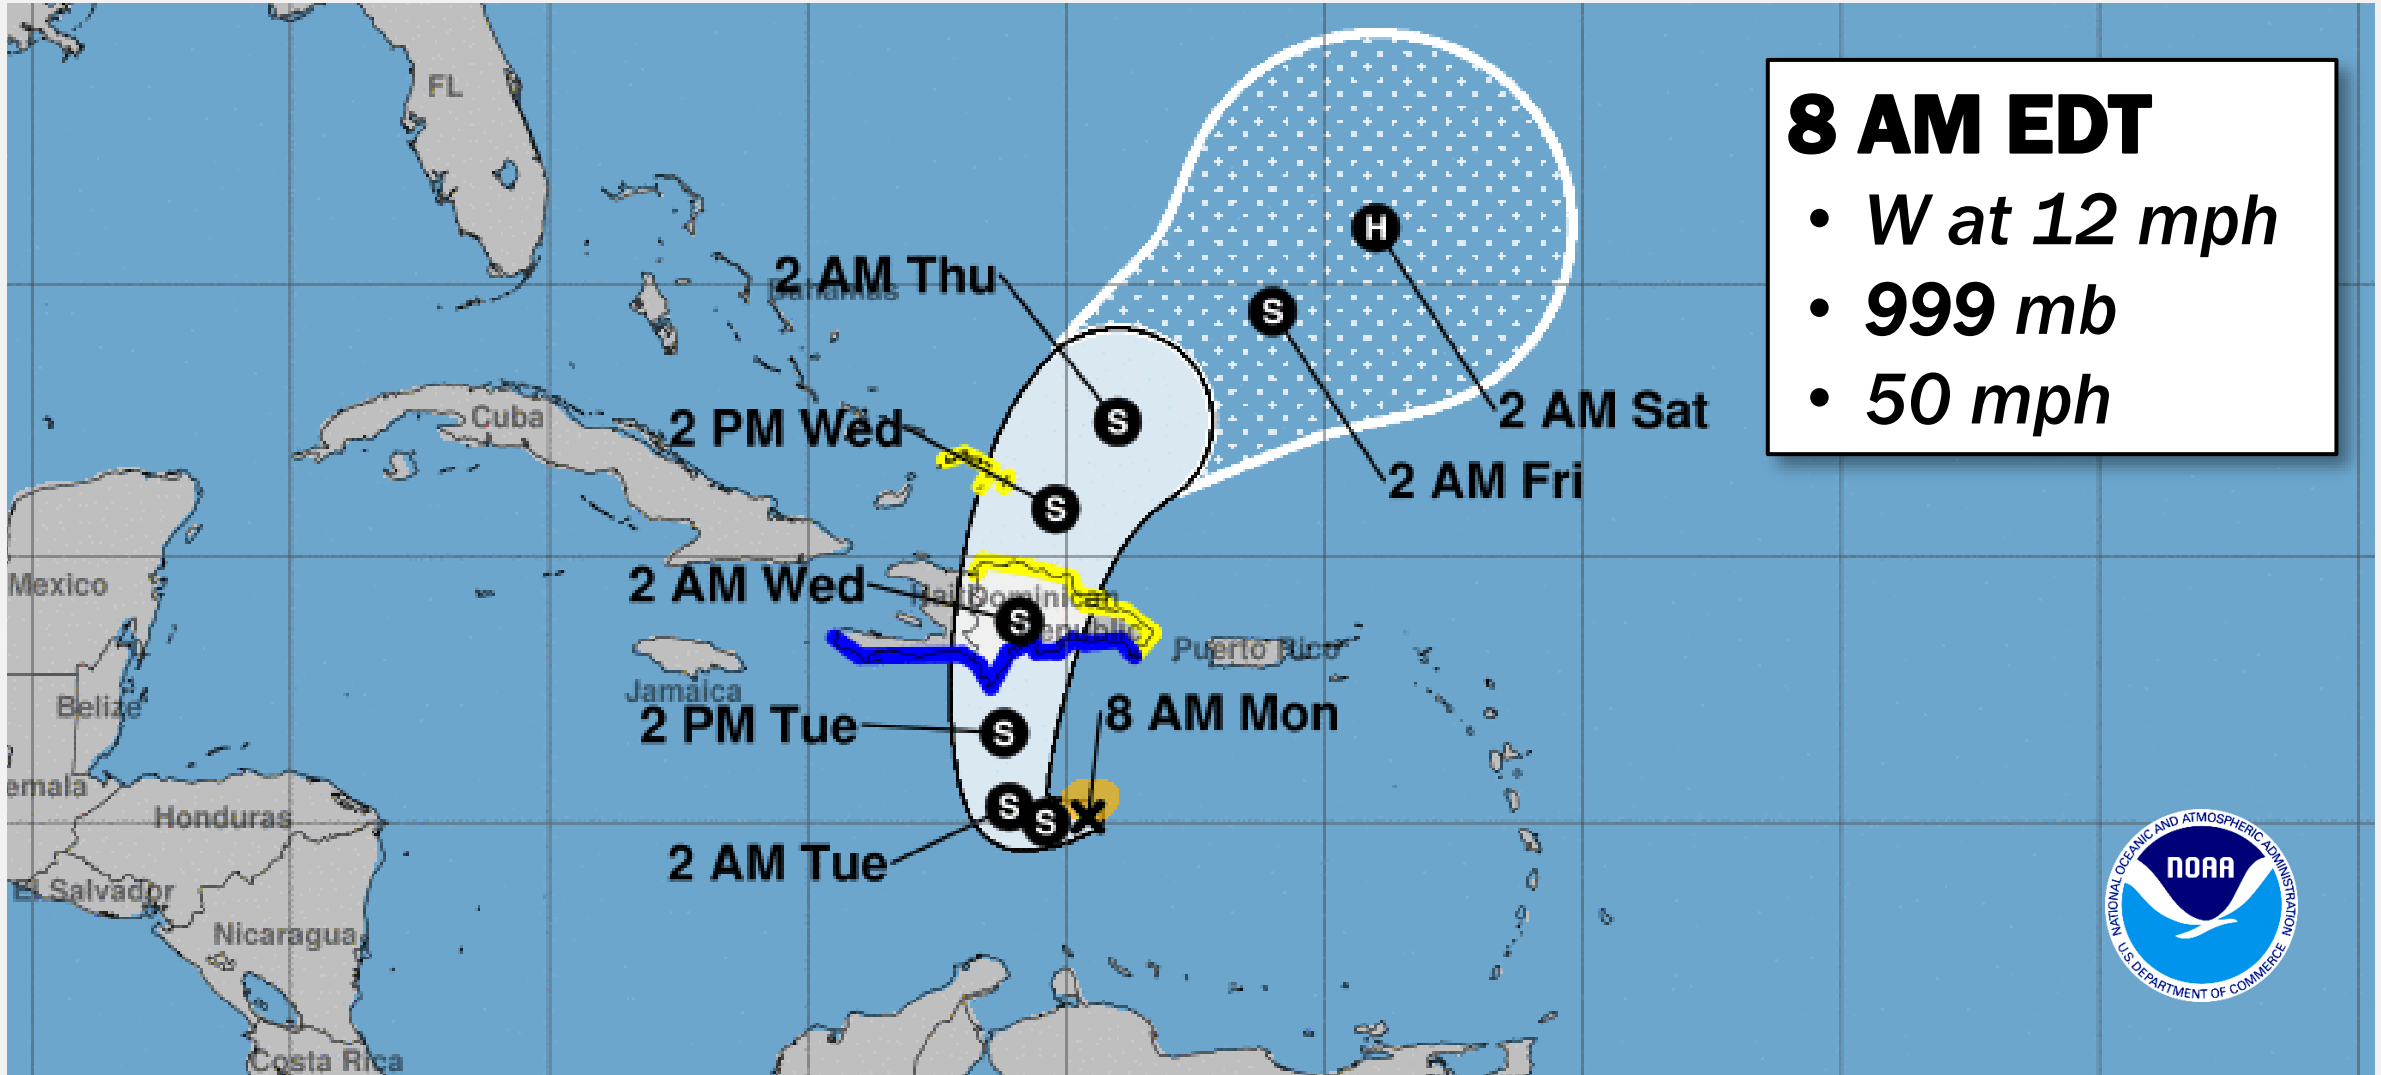 FL
8 AM EDT
• W at 12 mph
• 999 mb
• 50 mph
2 AM Thu
Bahamas
H
S
2 AM Sat
Cuba
2 PM Wed
S
2 AM Fri
S
Mexico
2 AM Wed
Haiti
Dominican
Republic
S
Puerto Rico
Jamaica
Belize
2 PM Tue
S
8 AM Mon
emala
Honduras
S
S
2 AM Tue
El Salvador
Nicaragua
Costa Rica
NOAA
NATIONAL OCEANIC AND ATMOSPHERIC ADMINISTRATION
U.S. DEPARTMENT OF COMMERCE